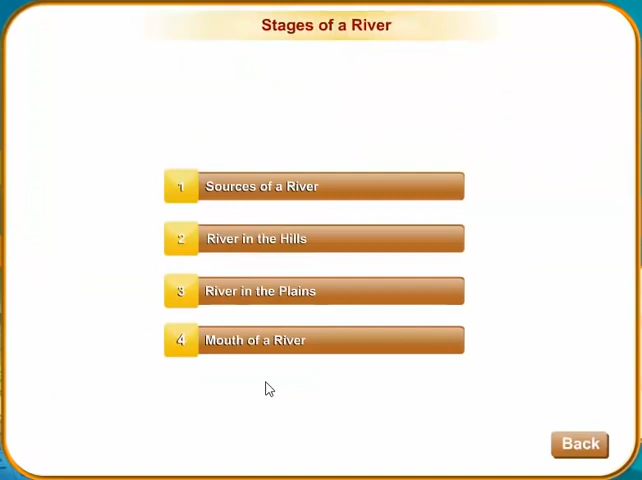 Stages of a River
1 Sources of a River
2 River in the Hills
3 River in the Plains
4 Mouth of a River
Back